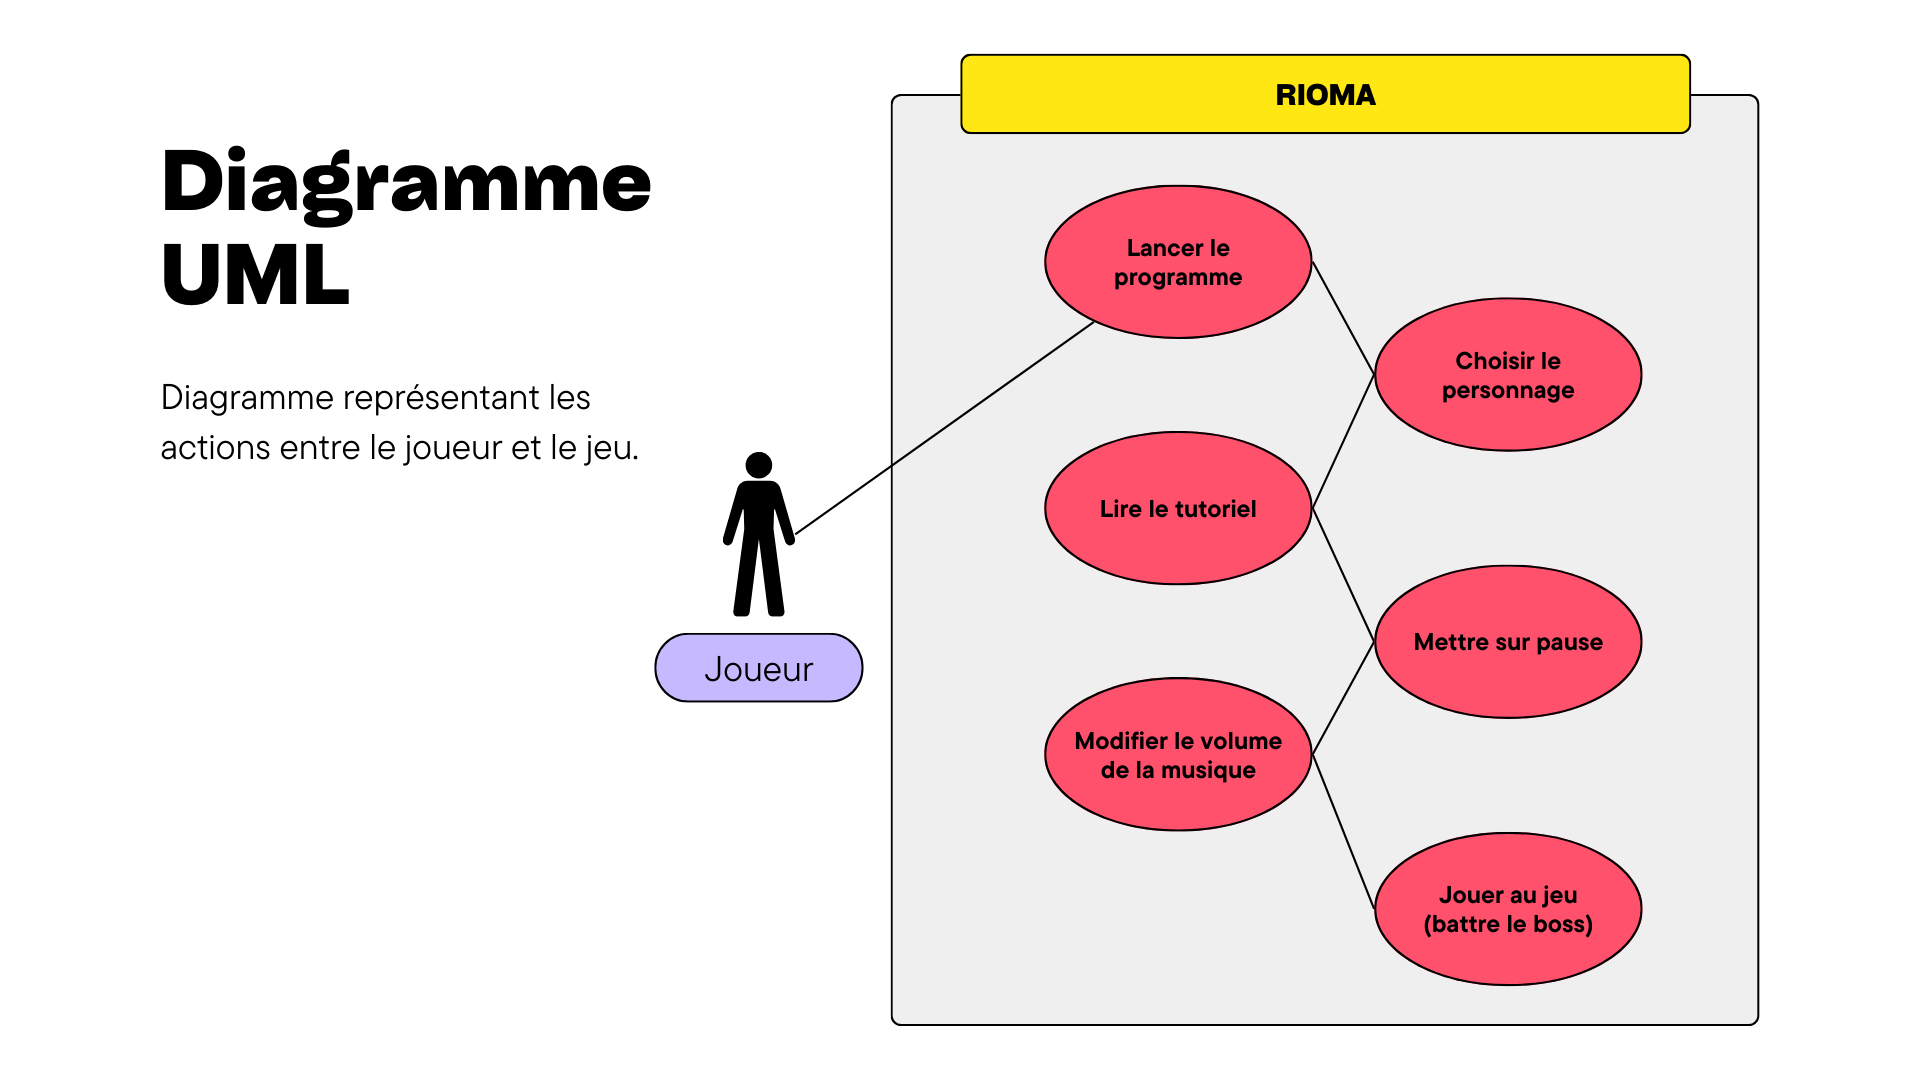 Diagramme
UML
Diagramme représentant les
actions entre le joueur et le jeu.
Joueur
RIOMA
Lancer le
programme
Choisir le
personnage
Lire le tutoriel
Mettre sur pause
Modifier le volume
de la musique
Jouer au jeu
(battre le boss)